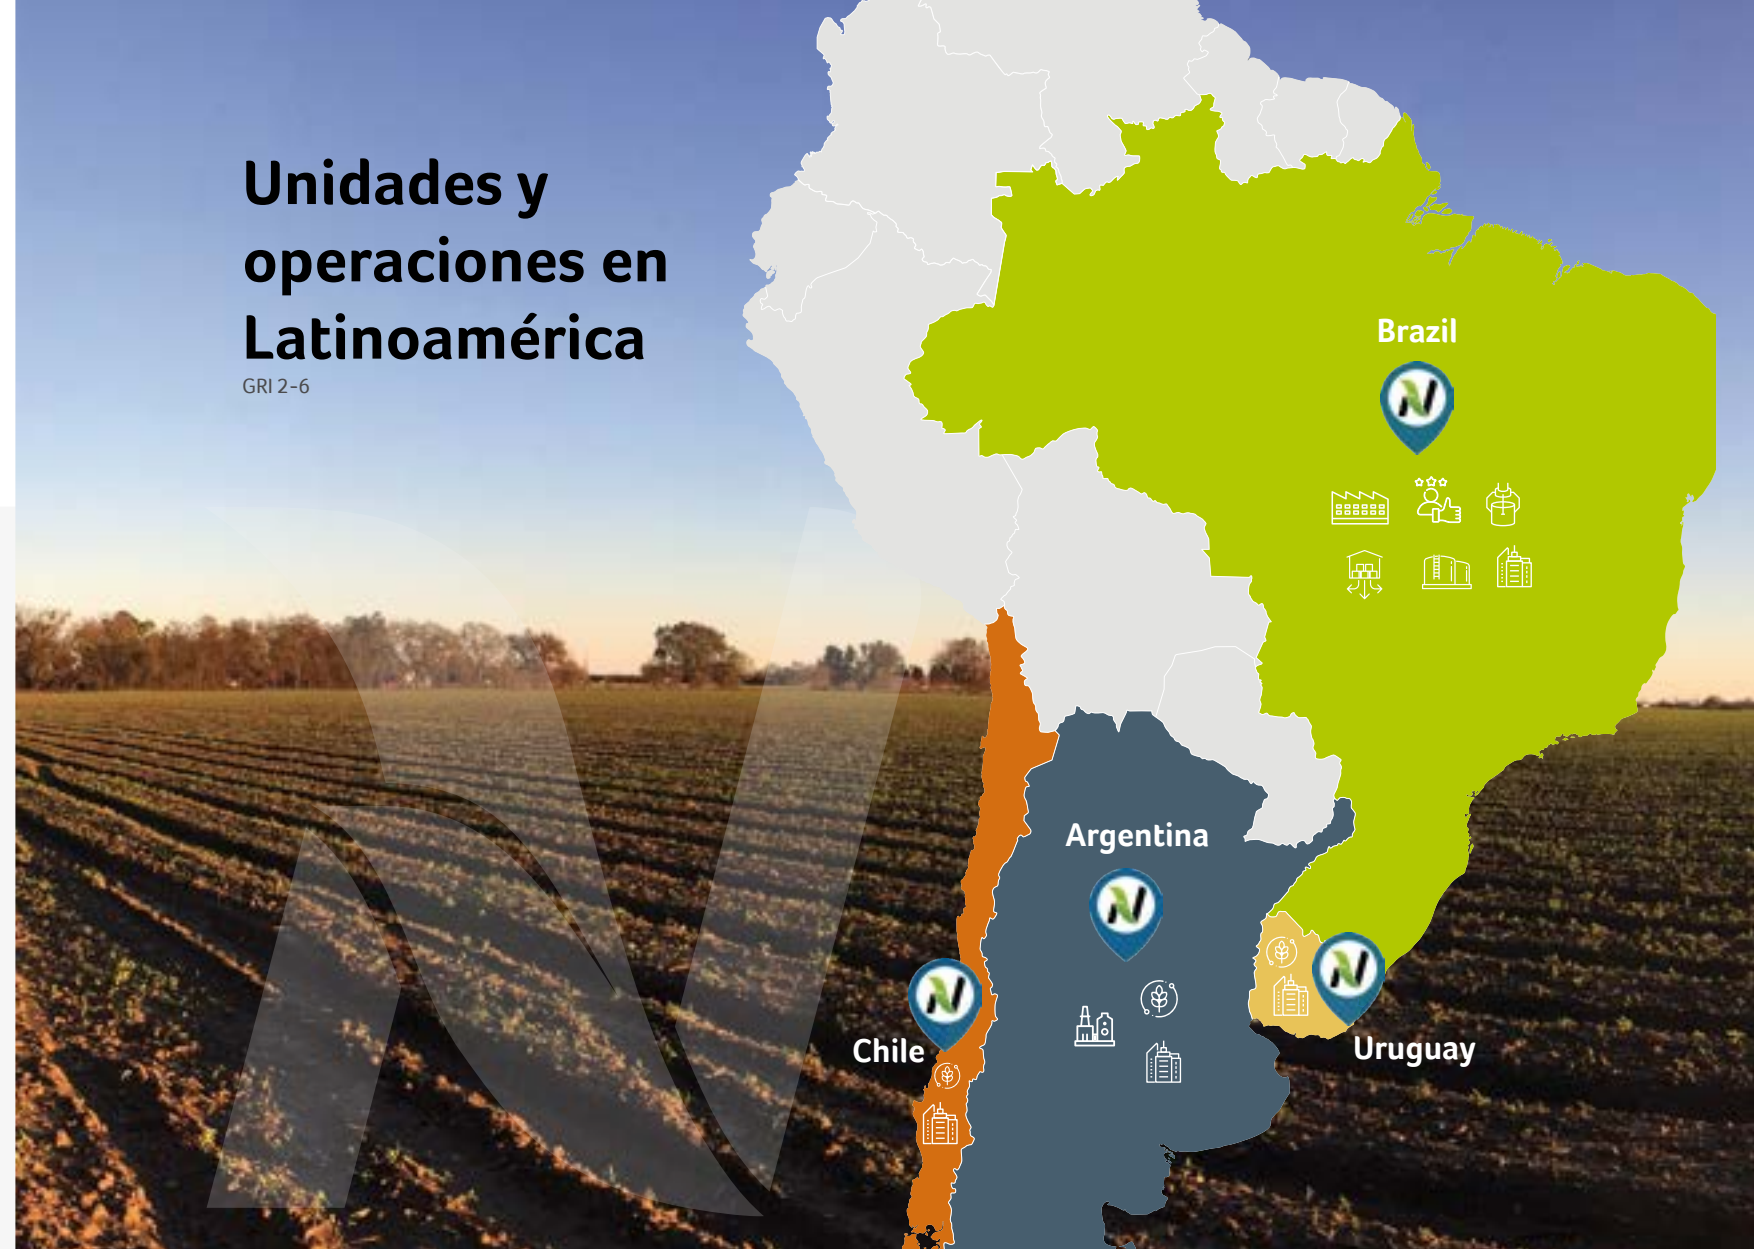 Unidades y
operaciones en
Latinoamérica
GRI 2-6
Brazil
Argentina
Chile
Uruguay